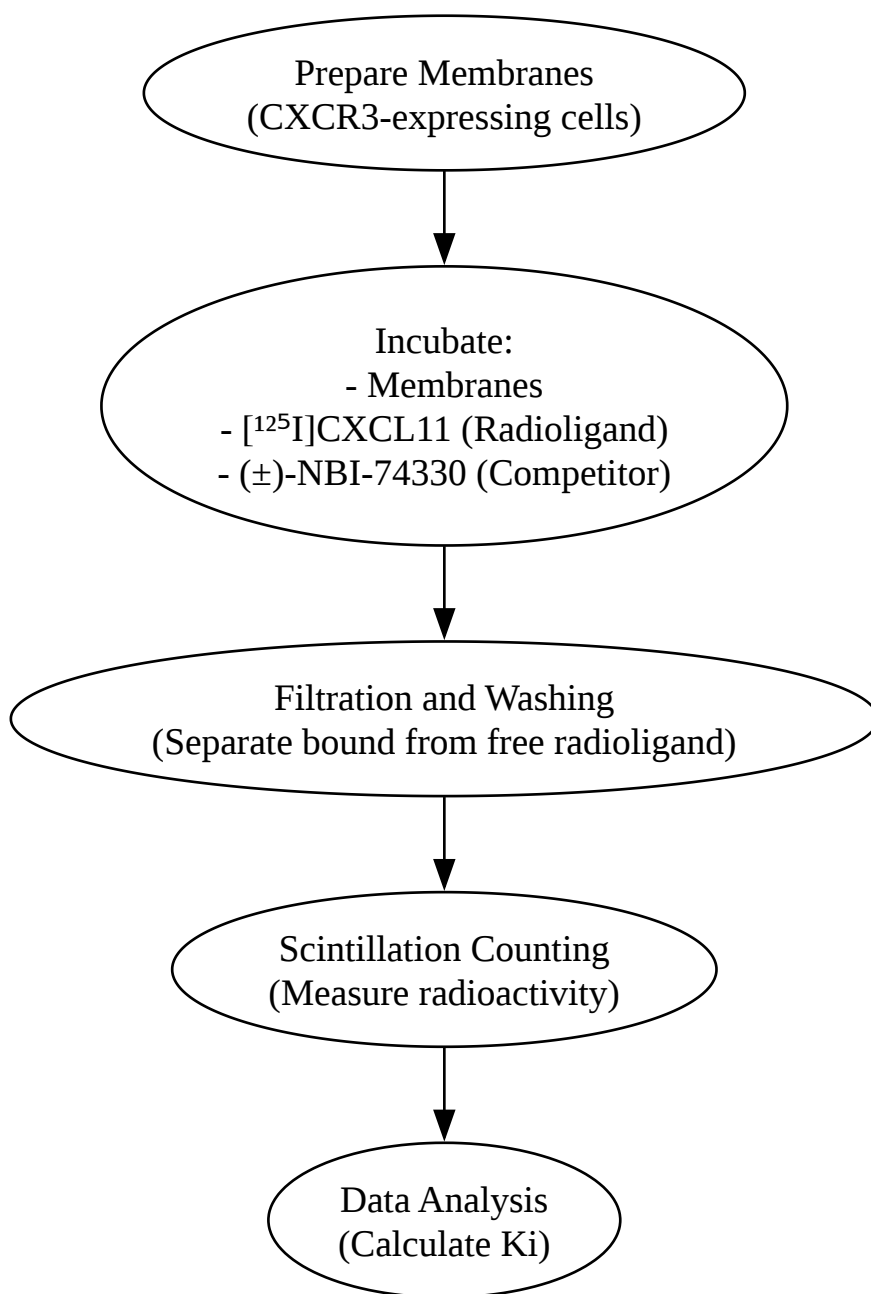 Prepare Membranes
(CXCR3-expressing cells)
Incubate:
- Membranes
- [¹²⁵I]CXCL11 (Radioligand)
- (±)-NBI-74330 (Competitor)
Filtration and Washing
(Separate bound from free radioligand)
Scintillation Counting
(Measure radioactivity)
Data Analysis
(Calculate Ki)